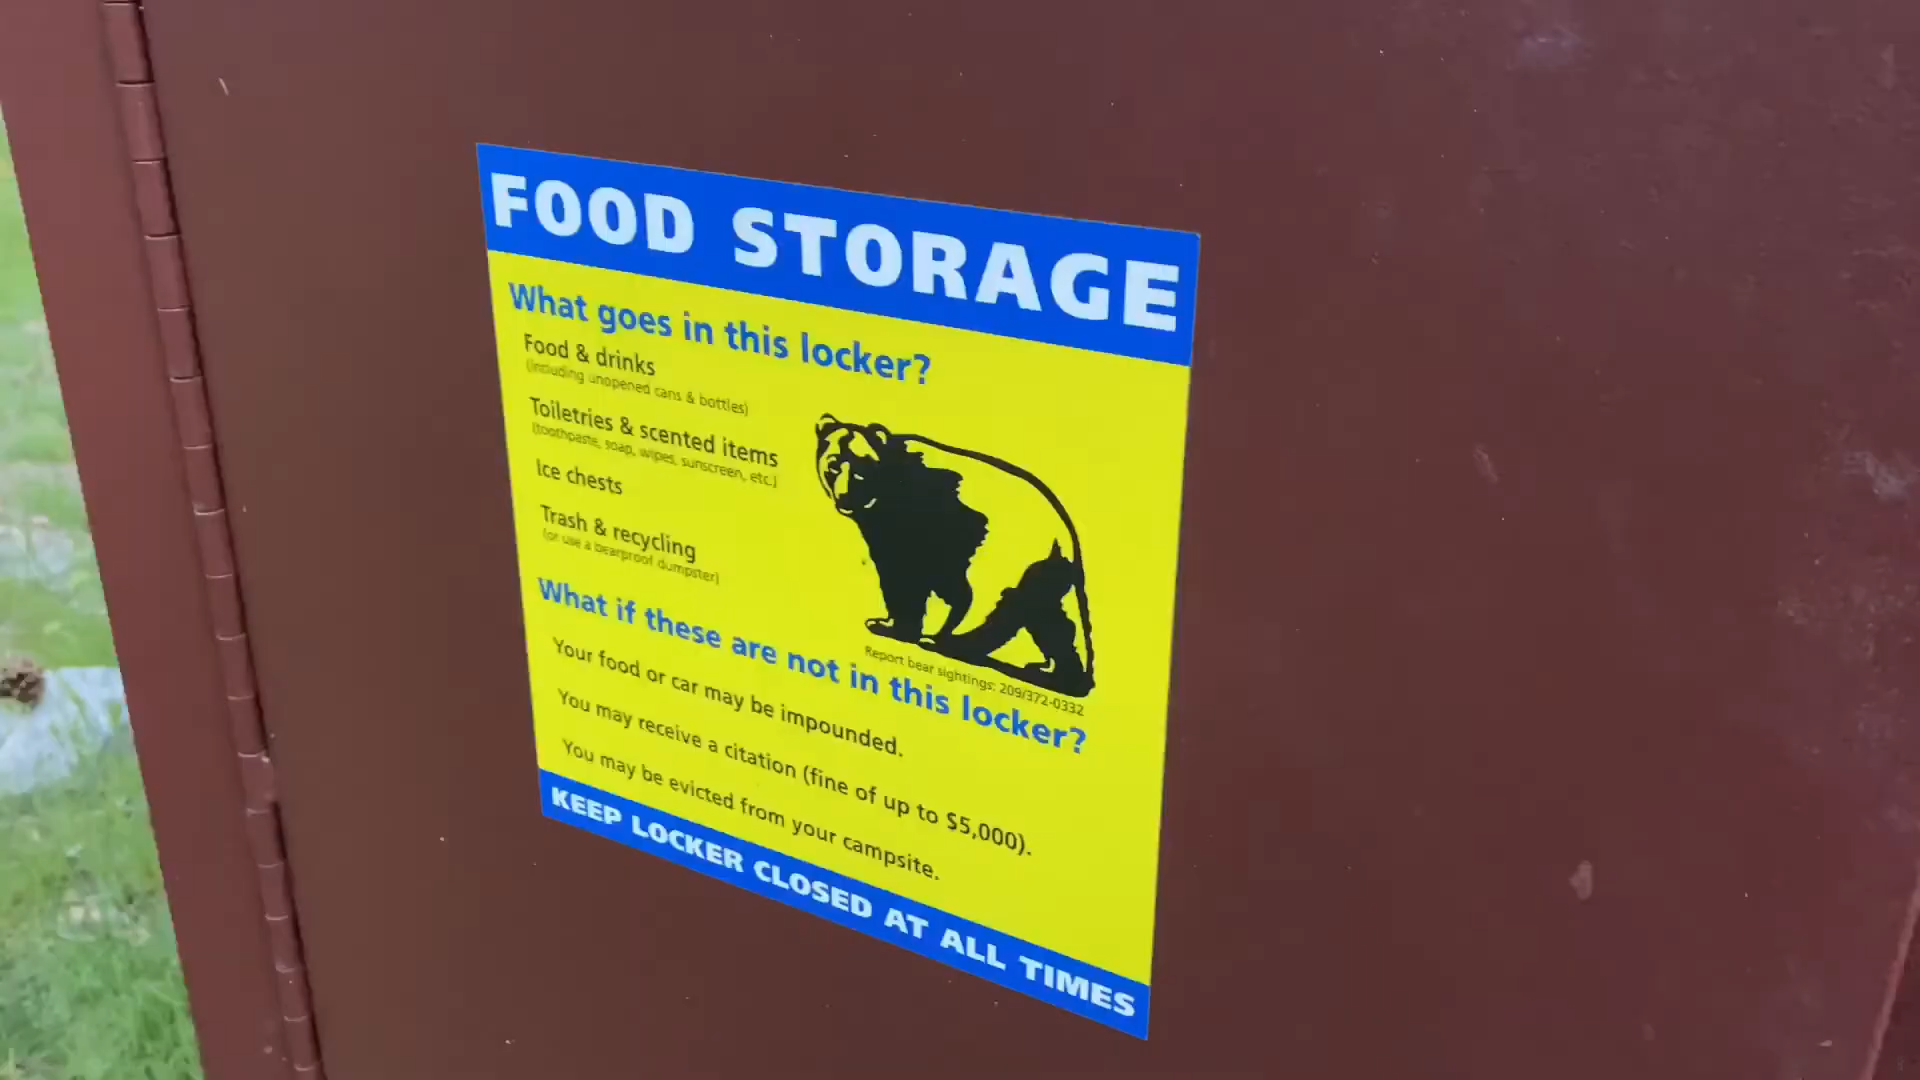 FOOD STORAGE
What goes in this locker?
Food & drinks
(including unopened cans & bottles)
Toiletries & scented items
(toothpaste, soap, wipes, sunscreen, etc.)
Ice chests
Trash & recycling
(or use a bearproof dumpster)
Report bear sightings: 209/372-0332
What if these are not in this locker?
Your food or car may be impounded.
You may receive a citation (fine of up to $5,000).
You may be evicted from your campsite.
KEEP LOCKER CLOSED AT ALL TIMES